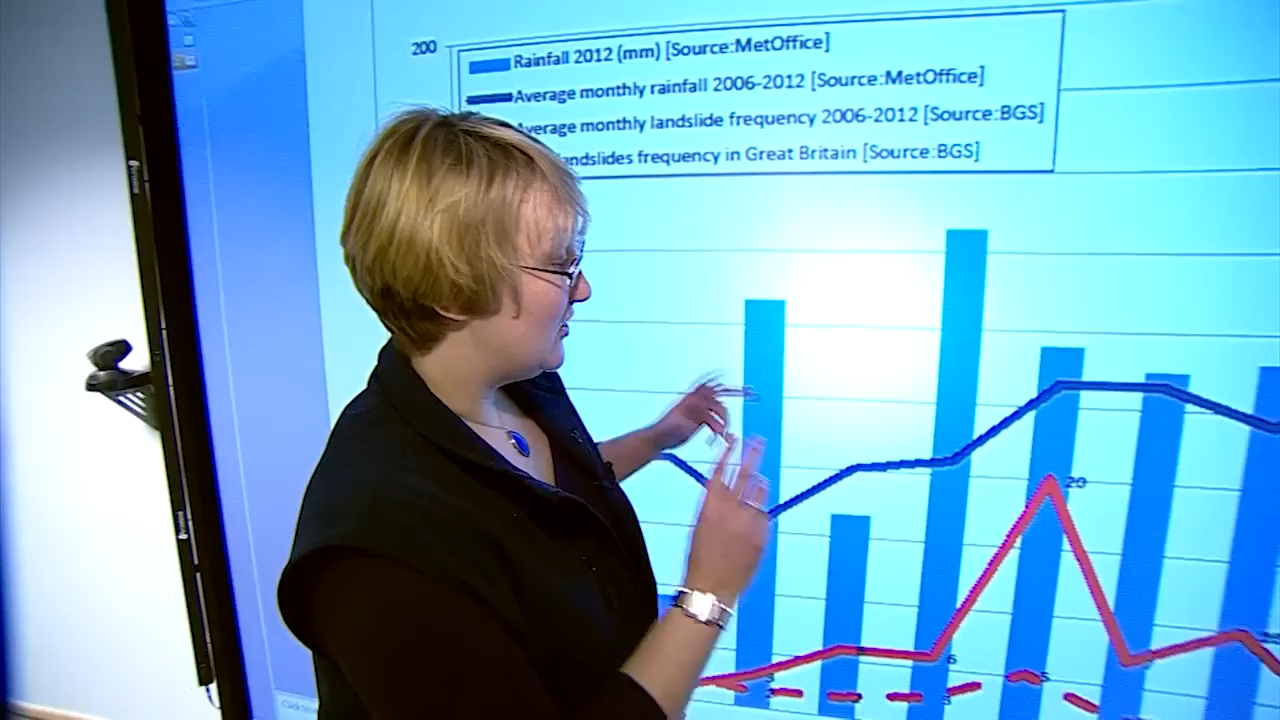 200
Rainfall 2012 (mm) [Source:MetOffice]
Average monthly rainfall 2006-2012 [Source:MetOffice]
Average monthly landslide frequency 2006-2012 [Source:BGS]
landslides frequency in Great Britain [Source:BGS]
20
6
5
3